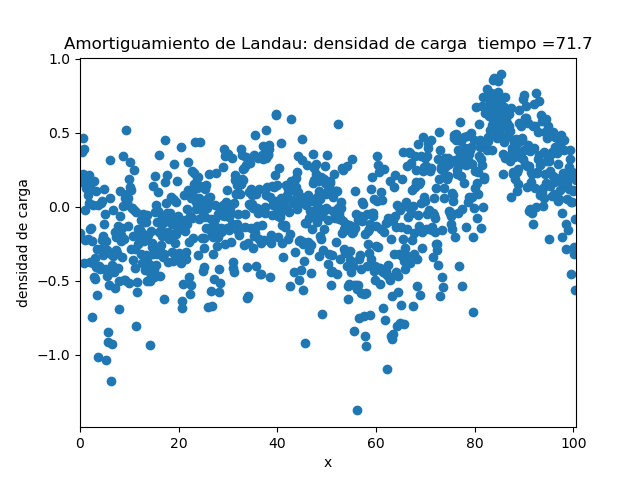 Amortiguamiento de Landau: densidad de carga  tiempo =71.7
1.0
0.5
0.0
−0.5
−1.0
densidad de carga
0 20 40 60 80 100
x